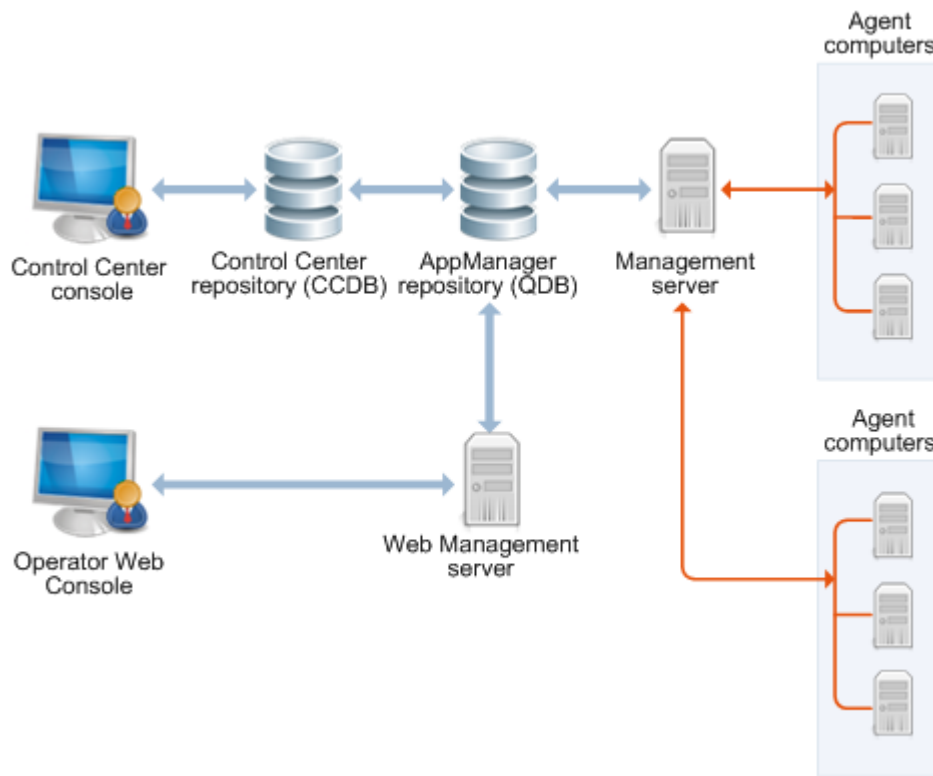 Agent
computers
Control Center
console
Control Center
repository (CCDB)
AppManager
repository (QDB)
Management
server
Agent
computers
Operator Web
Console
Web Management
server